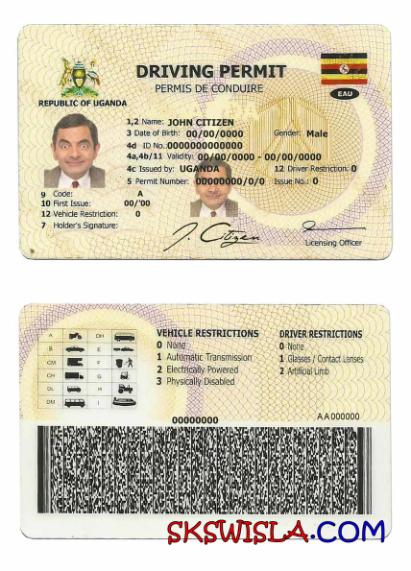 DRIVING PERMIT
PERMIS DE CONDUIRE
REPUBLIC OF UGANDA
EAU
1,2 Name: JOHN CITIZEN
3 Date of Birth: 00/00/0000 Gender: Male
4d ID No.:0000000000000
4a,4b/11 Validity: 00/00/0000 - 00/00/0000
4c Issued by: UGANDA 12 Driver Restriction: 0
5 Permit Number: 00000000/0/0 Issue No.: 0
9 Code: A
10 First Issue: 00/'00
12 Vehicle Restriction: 0
7 Holder's Signature:
J. Citizen
Licensing Officer
A DH
B E
CM F
CH G
DL H
DM I
VEHICLE RESTRICTIONS
0 None
1 Automatic Transmission
2 Electrically Powered
3 Physically Disabled
DRIVER RESTRICTIONS
0 None
1 Glasses / Contact Lenses
2 Artificial Limb
00000000
AA000000
SKSWISLA.COM